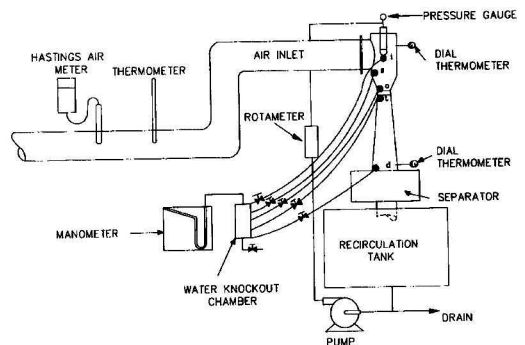 PRESSURE GAUGE
HASTINGS AIR
METER
THERMOMETER
AIR INLET
DIAL
THERMOMETER
ROTAMETER
d
DIAL
THERMOMETER
SEPARATOR
MANOMETER
RECIRCULATION
TANK
WATER KNOCKOUT
CHAMBER
DRAIN
PUMP